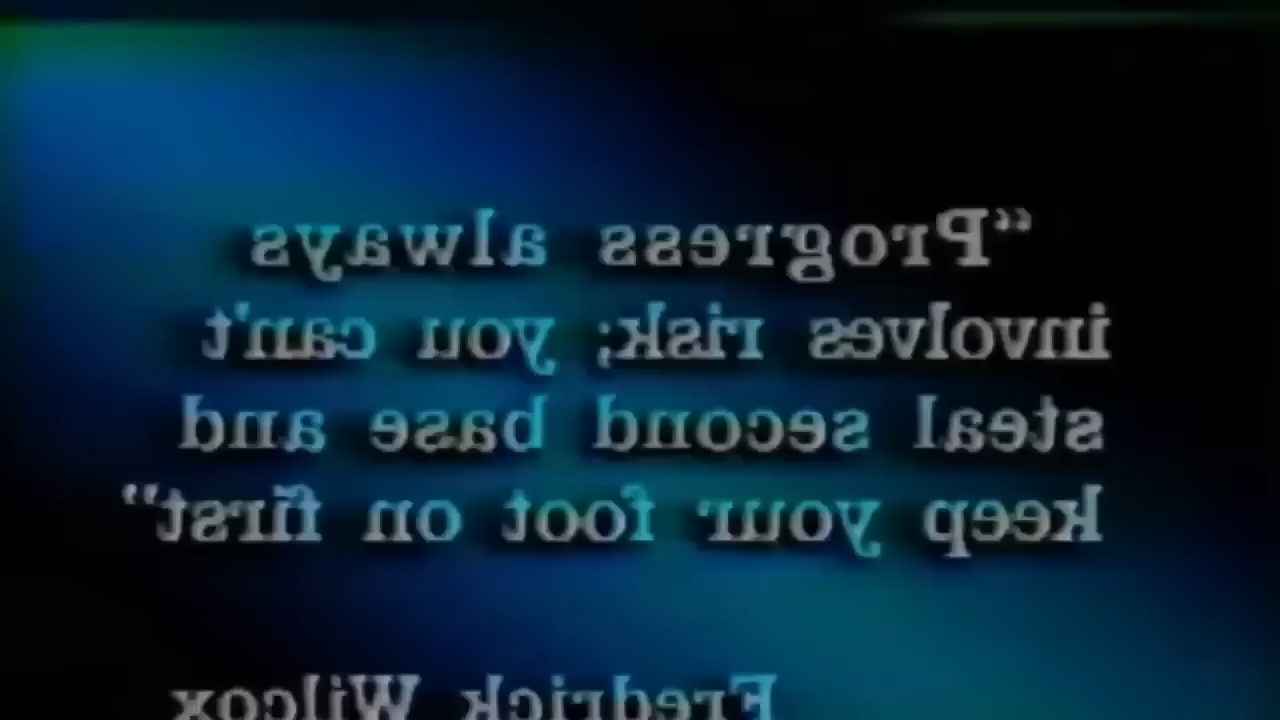 “Progress always
involves risk; you can't
steal second base and
keep your foot on first"
Fredrick Wilcox